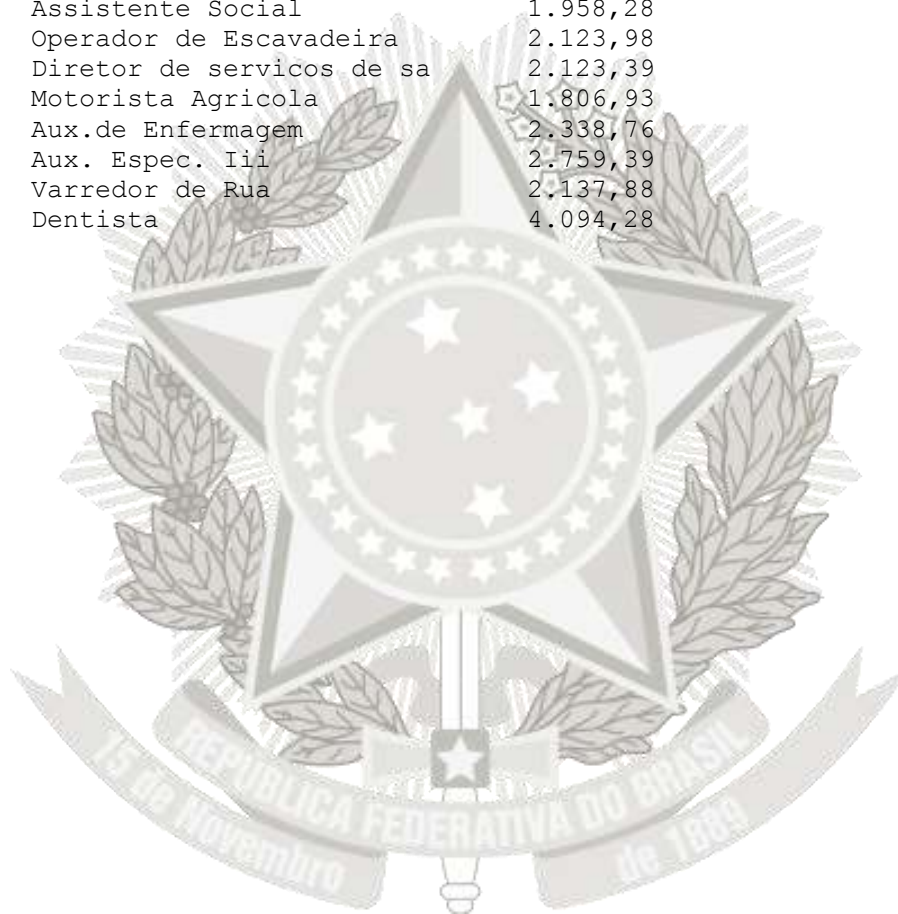 Assistente Social 1.958,28
Operador de Escavadeira 2.123,98
Diretor de servicos de sa 2.123,39
Motorista Agricola 1.806,93
Aux.de Enfermagem 2.338,76
Aux. Espec. Iii 2.759,39
Varredor de Rua 2.137,88
Dentista 4.094,28
REPUBLICA FEDERATIVA DO BRASIL
15 de Novembro de 1889